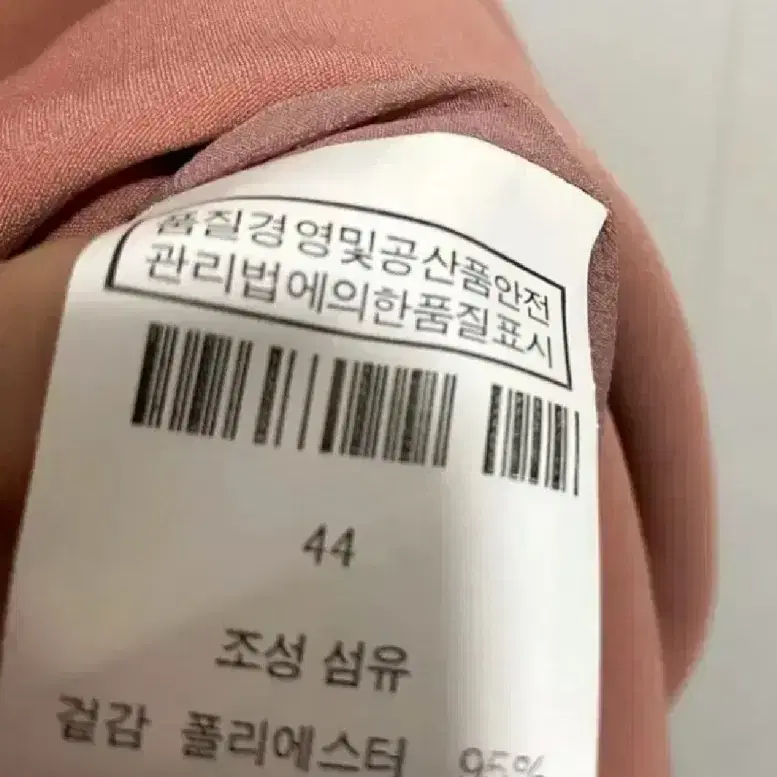 품질경영및공산품안전
관리법에의한품질표시
44
조성 섬유
겉감 폴리에스터 95%